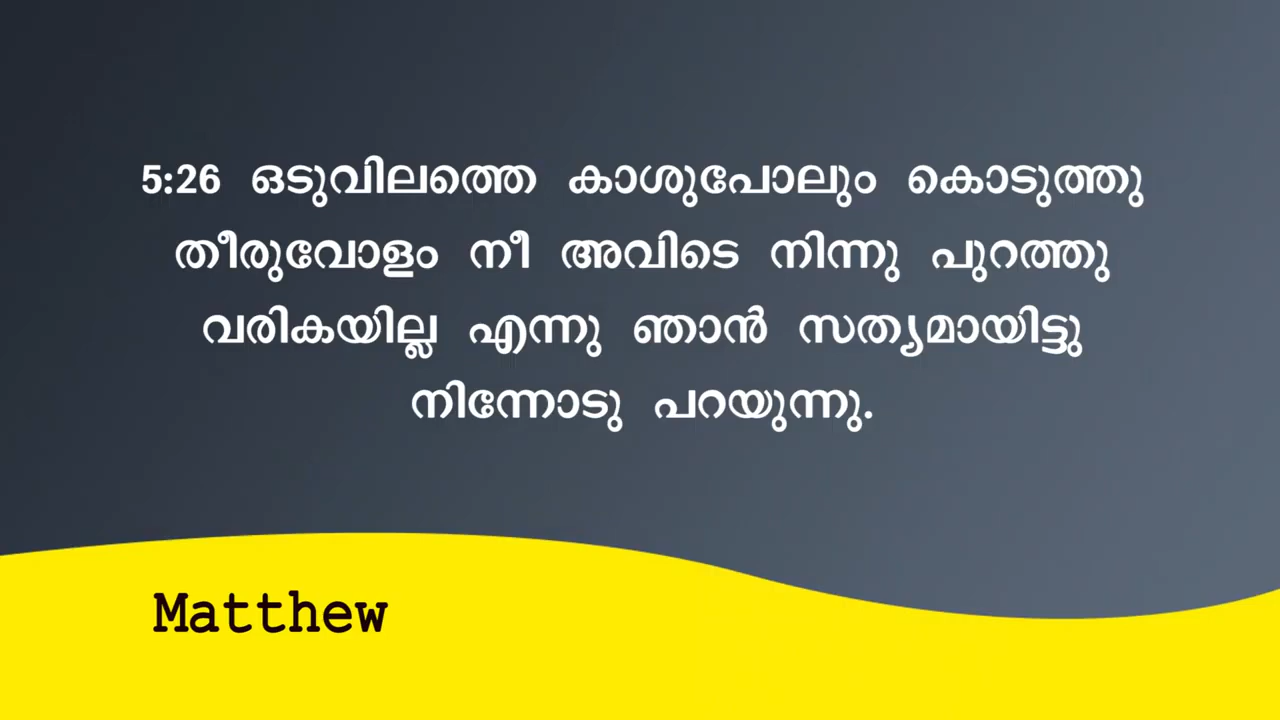 5:26 ഒടുവിലത്തെ കാശുപോലും കൊടുത്തു
തീരുവോളം നീ അവിടെ നിന്നു പുറത്തു
വരികയില്ല എന്നു ഞാൻ സത്യമായിട്ടു
നിന്നോടു പറയുന്നു.
Matthew